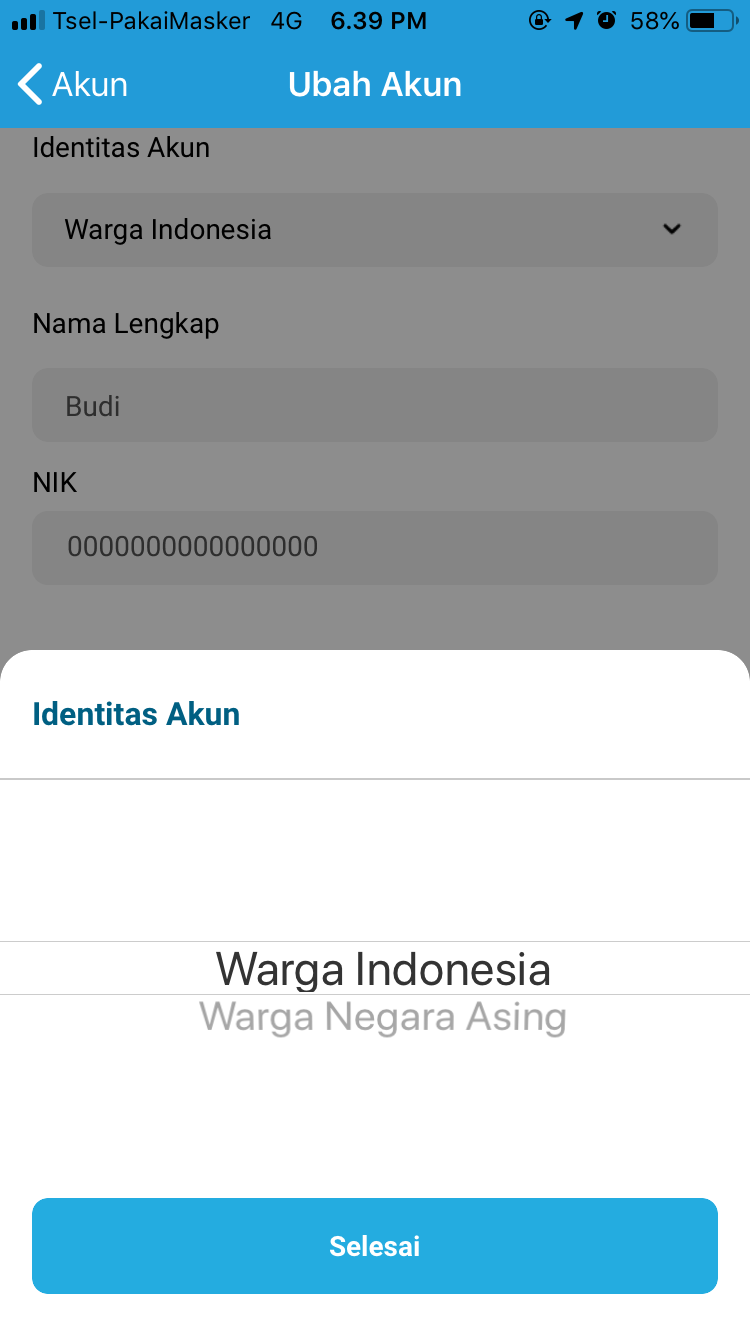 Tsel-PakaiMasker 4G 6.39 PM 58%
Akun Ubah Akun
Identitas Akun
Warga Indonesia
Nama Lengkap
Budi
NIK
0000000000000000
Identitas Akun
Warga Indonesia
Warga Negara Asing
Selesai